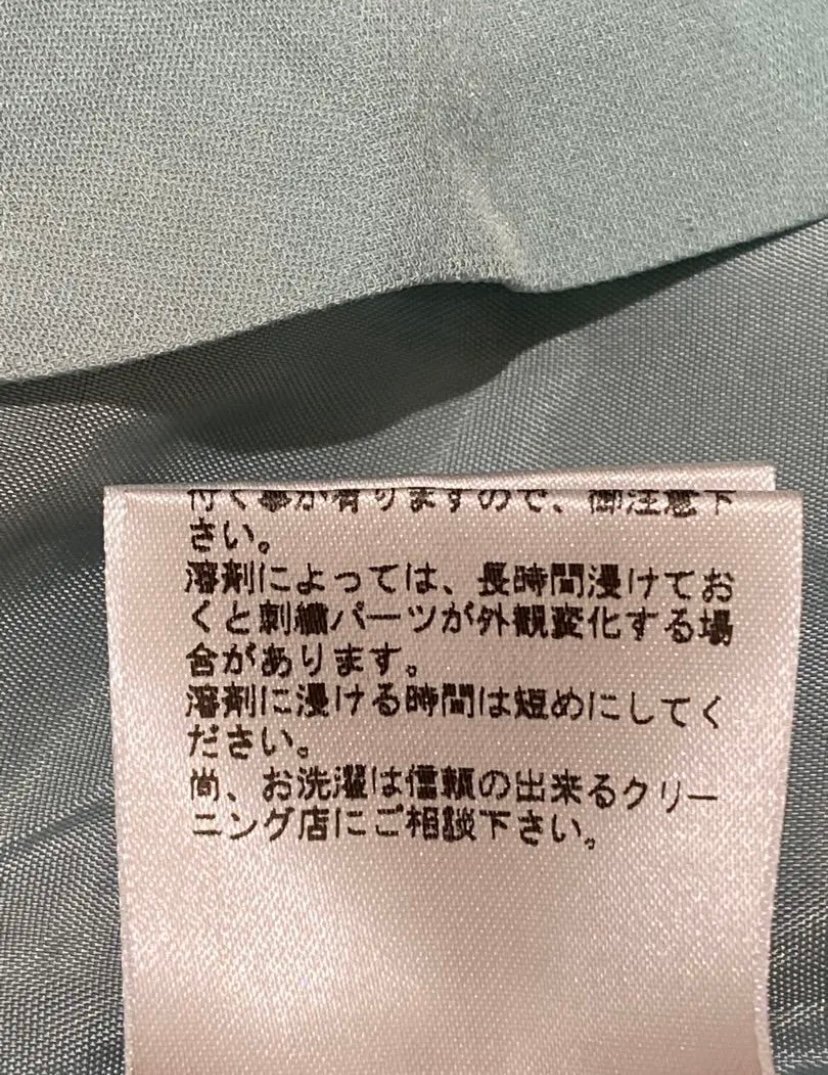 付く事が有りますので、御注意下
さい。
溶剤によっては、長時間浸けてお
くと刺繍パーツが外観変化する場
合があります。
溶剤に浸ける時間は短めにしてく
ださい。
尚、お洗濯は信頼の出来るクリー
ニング店にご相談下さい。